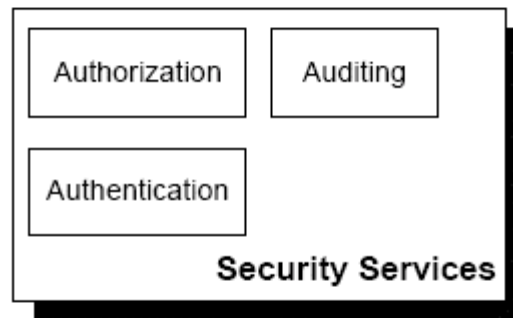 Authorization
Auditing
Authentication
Security Services